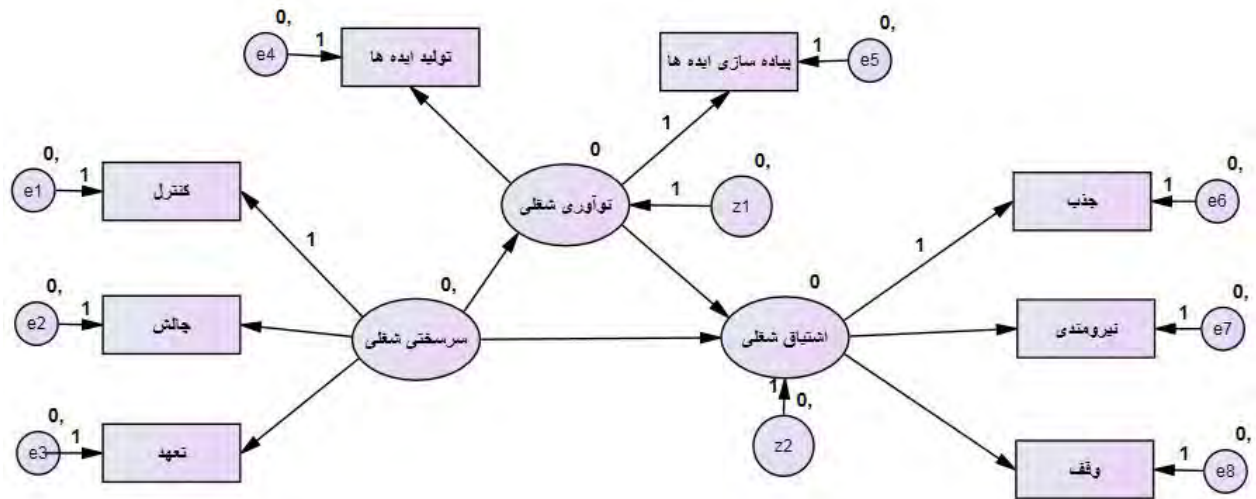 0,
e4
1
تولید ایده ها
پیاده سازی ایده ها
1
0,
e5
0,
e1
1
کنترل
1
0
نوآوری شغلی
1
1
0,
z1
جذب
1
0,
e6
1
0,
e2
1
چالش
0,
سرسختی شغلی
0
اشتیاق شغلی
نیرومندی
1
0,
e7
0,
e3
1
تعهد
1
0,
z2
وقف
1
0,
e8